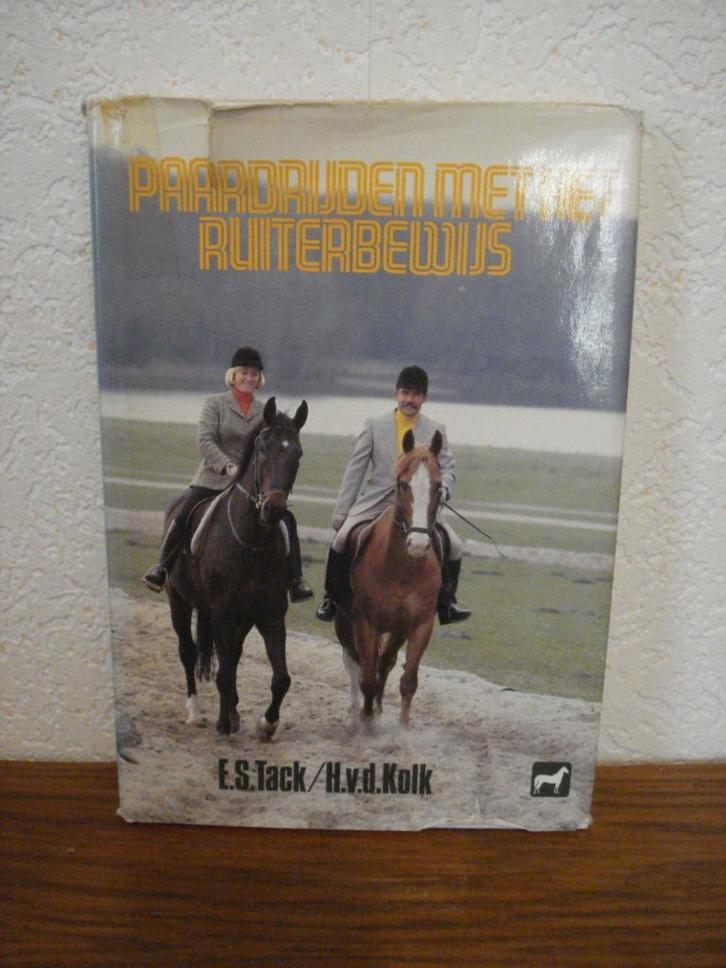 PAARDRIJDEN MET HET
RUITERBEWIJS
E.S.Tack/H.v.d.Kolk